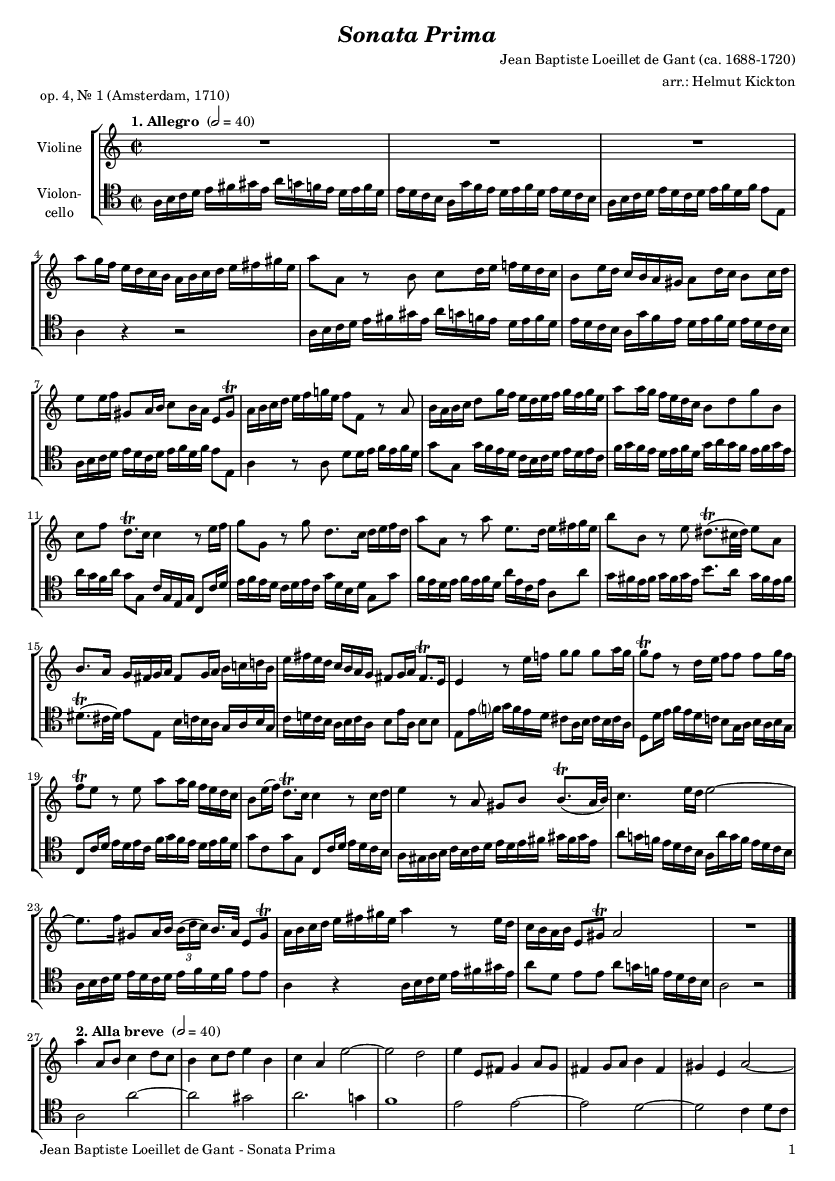 Sonata Prima
Jean Baptiste Loeillet de Gant (ca. 1688-1720)
arr.: Helmut Kickton
op. 4, № 1 (Amsterdam, 1710)
1. Allegro (𝅗𝅥 = 40)
Violine
Violon-
cello
4
7
11
15
19
23
3
27
2. Alla breve (𝅗𝅥 = 40)
Jean Baptiste Loeillet de Gant - Sonata Prima 1